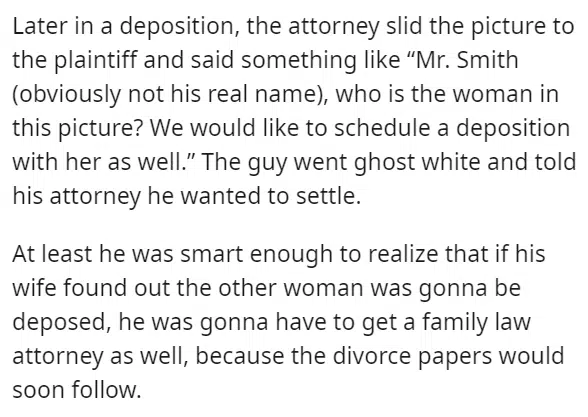 Later in a deposition, the attorney slid the picture to
the plaintiff and said something like “Mr. Smith
(obviously not his real name), who is the woman in
this picture? We would like to schedule a deposition
with her as well.” The guy went ghost white and told
his attorney he wanted to settle.
At least he was smart enough to realize that if his
wife found out the other woman was gonna be
deposed, he was gonna have to get a family law
attorney as well, because the divorce papers would
soon follow.